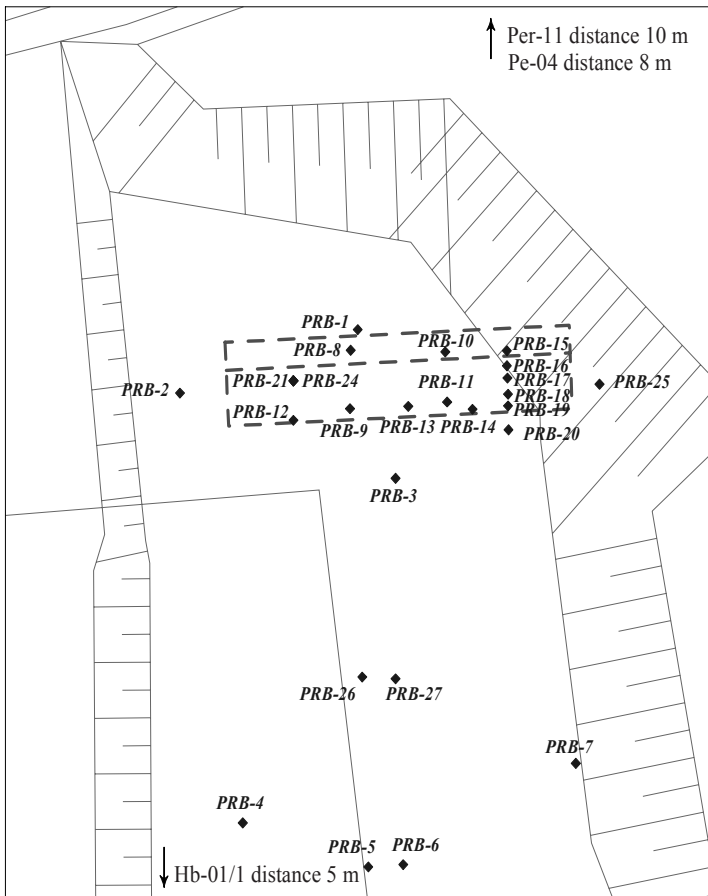 Per-11 distance 10 m
Pe-04 distance 8 m
PRB-1
PRB-8
PRB-10
PRB-15
PRB-16
PRB-21
PRB-24
PRB-17
PRB-25
PRB-2
PRB-11
PRB-18
PRB-12
PRB-19
PRB-9
PRB-13
PRB-14
PRB-20
PRB-3
PRB-26
PRB-27
PRB-7
PRB-4
PRB-5
PRB-6
Hb-01/1 distance 5 m